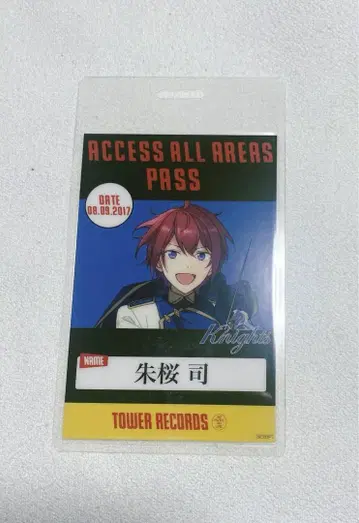 ACCESS ALL AREAS
PASS
DATE
08.09.2017
Knights
NAME
朱桜 司
TOWER RECORDS